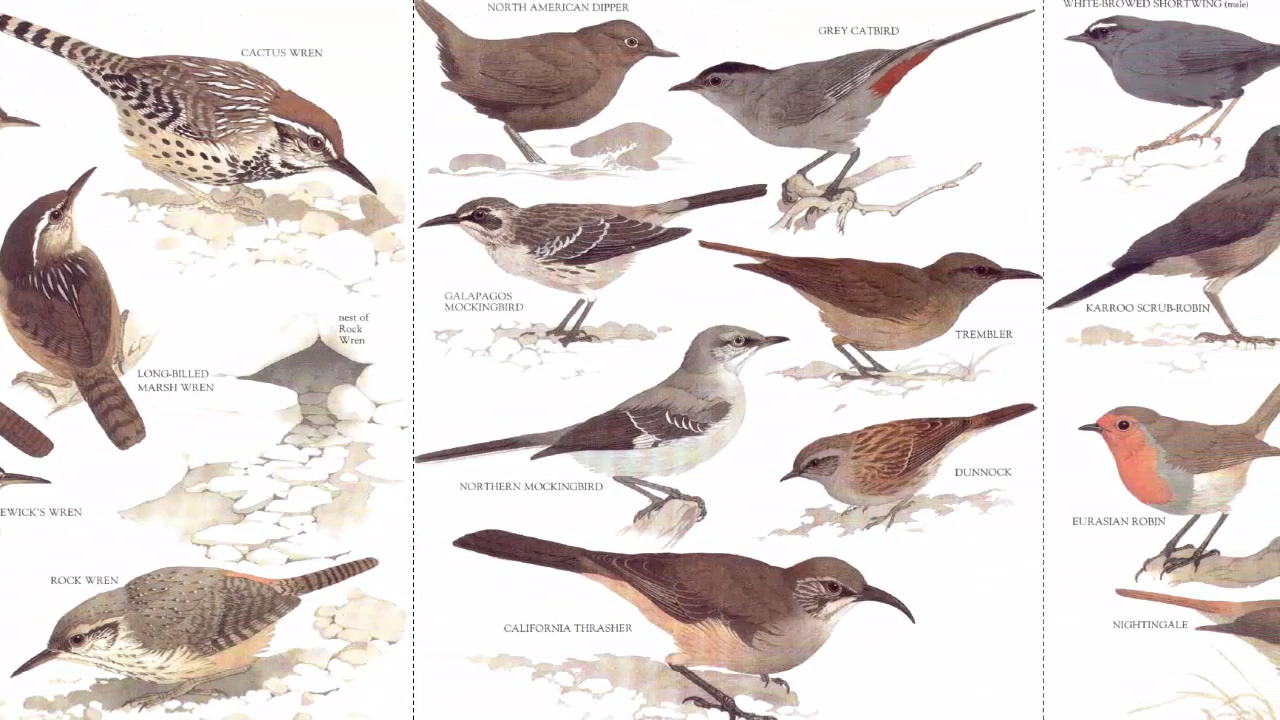 CACTUS WREN
nest of
Rock
Wren
LONG-BILLED
MARSH WREN
EWICK'S WREN
ROCK WREN
NORTH AMERICAN DIPPER
GREY CATBIRD
GALAPAGOS
MOCKINGBIRD
TREMBLER
NORTHERN MOCKINGBIRD
DUNNOCK
CALIFORNIA THRASHER
WHITE-BROWED SHORTWING (male)
KARROO SCRUB-ROBIN
EURASIAN ROBIN
NIGHTINGALE